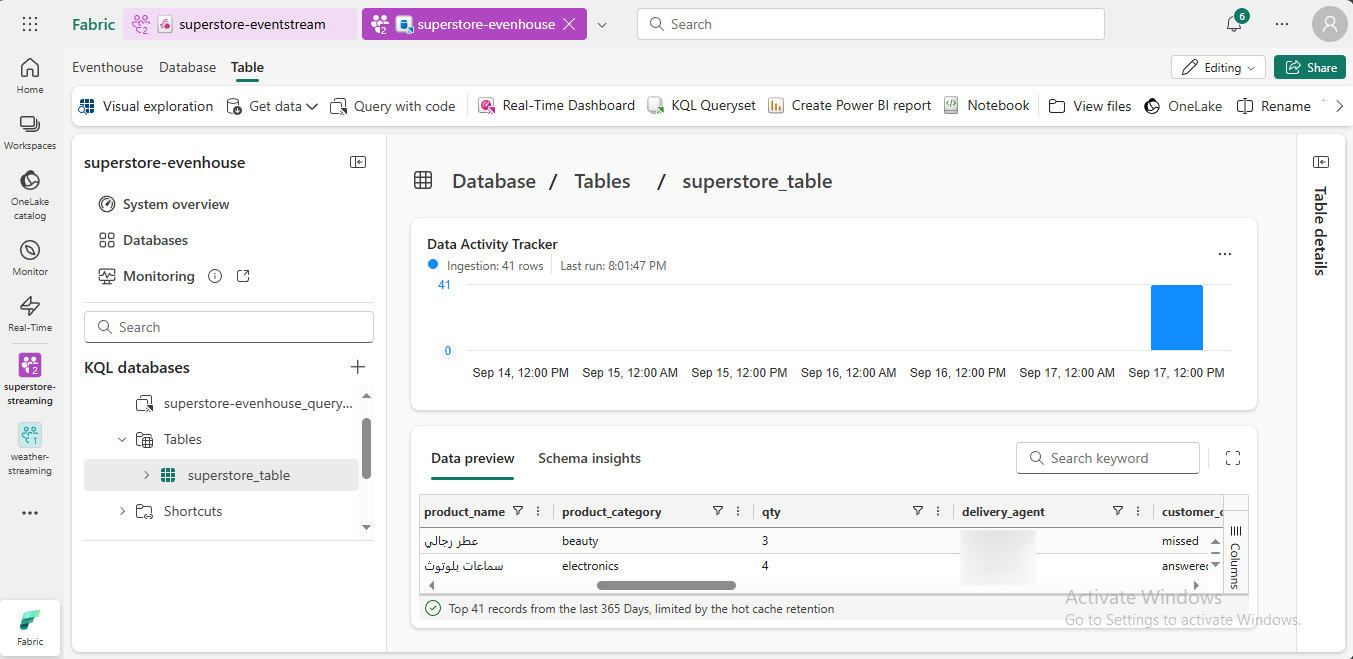 Fabric
2
superstore-eventstream
2
superstore-evenhouse
Search
6
Home
Workspaces
OneLake
catalog
Monitor
Real-Time
2
superstore-
streaming
1
weather-
streaming
Fabric
Eventhouse Database Table
Editing
Share
Visual exploration
Get data
Query with code
Real-Time Dashboard
KQL Queryset
Create Power BI report
Notebook
View files
OneLake
Rename
superstore-evenhouse
System overview
Databases
Monitoring
Search
KQL databases
superstore-evenhouse_query...
Tables
superstore_table
Shortcuts
Database / Tables / superstore_table
Data Activity Tracker
Ingestion: 41 rows Last run: 8:01:47 PM
41
0
Sep 14, 12:00 PM Sep 15, 12:00 AM Sep 15, 12:00 PM Sep 16, 12:00 AM Sep 16, 12:00 PM Sep 17, 12:00 AM Sep 17, 12:00 PM
Data preview Schema insights
Search keyword
product_name product_category qty delivery_agent customer_c
عطر رجالي beauty 3 missed
سماعات بلوتوث electronics 4 answered
Columns
Top 41 records from the last 365 Days, limited by the hot cache retention
Table details
Activate Windows
Go to Settings to activate Windows.